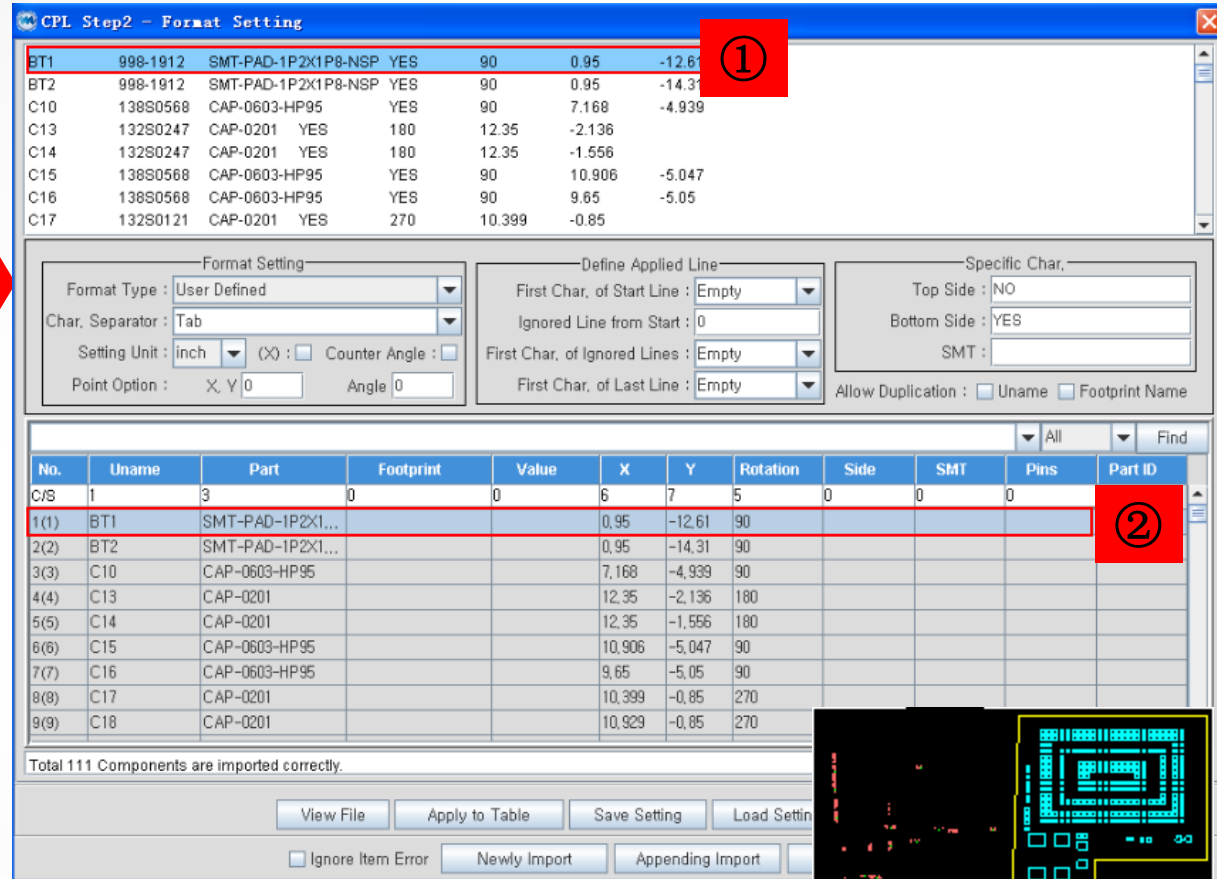 CPL Step2 - Format Setting
①
BT1 998-1912 SMT-PAD-1P2X1P8-NSP YES 90 0.95 -12.61
BT2 998-1912 SMT-PAD-1P2X1P8-NSP YES 90 0.95 -14.31
C10 138S0568 CAP-0603-HP95 YES 90 7.168 -4.939
C13 132S0247 CAP-0201 YES 180 12.35 -2.136
C14 132S0247 CAP-0201 YES 180 12.35 -1.556
C15 138S0568 CAP-0603-HP95 YES 90 10.906 -5.047
C16 138S0568 CAP-0603-HP95 YES 90 9.65 -5.05
C17 132S0121 CAP-0201 YES 270 10.399 -0.85
Format Setting
Format Type : User Defined
Char. Separator : Tab
Setting Unit : inch (X) : Counter Angle :
Point Option : X, Y 0 Angle 0
Define Applied Line
First Char. of Start Line : Empty
Ignored Line from Start : 0
First Char. of Ignored Lines : Empty
First Char. of Last Line : Empty
Specific Char.
Top Side : NO
Bottom Side : YES
SMT :
Allow Duplication : Uname Footprint Name
All Find
No. Uname Part Footprint Value X Y Rotation Side SMT Pins Part ID
C/S 1 3 0 0 6 7 5 0 0 0
②
1(1) BT1 SMT-PAD-1P2X1... 0.95 -12.61 90
2(2) BT2 SMT-PAD-1P2X1... 0.95 -14.31 90
3(3) C10 CAP-0603-HP95 7.168 -4.939 90
4(4) C13 CAP-0201 12.35 -2.136 180
5(5) C14 CAP-0201 12.35 -1.556 180
6(6) C15 CAP-0603-HP95 10.906 -5.047 90
7(7) C16 CAP-0603-HP95 9.65 -5.05 90
8(8) C17 CAP-0201 10.399 -0.85 270
9(9) C18 CAP-0201 10.929 -0.85 270
Total 111 Components are imported correctly.
View File Apply to Table Save Setting Load Settin
Ignore Item Error Newly Import Appending Import